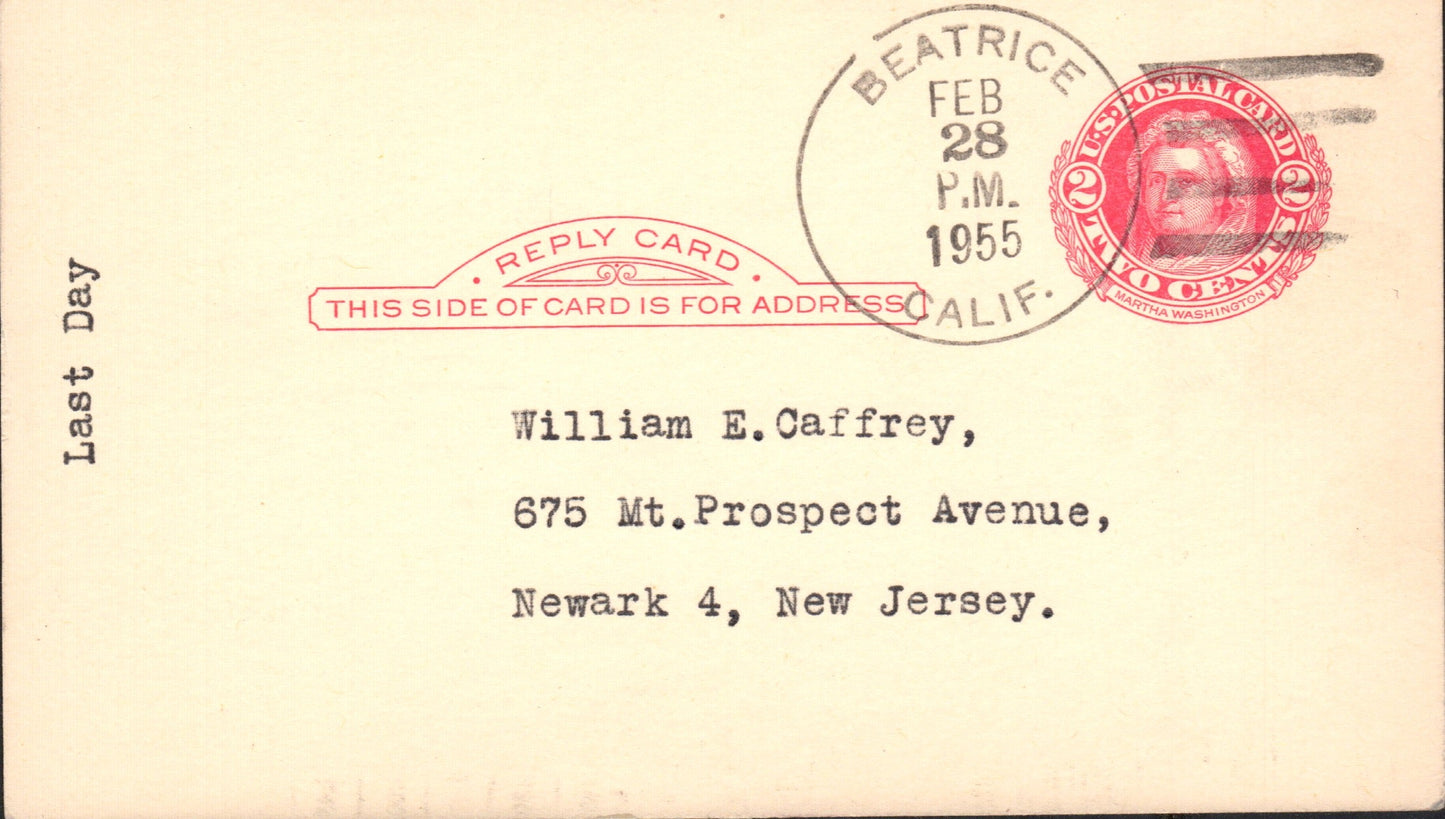 BEATRICE
FEB
28
P.M.
1955
CALIF.
U.S. POSTAL CARD
2 2
TWO CENTS
MARTHA WASHINGTON
· REPLY CARD ·
THIS SIDE OF CARD IS FOR ADDRESS
Last Day
William E.Caffrey,
675 Mt.Prospect Avenue,
Newark 4, New Jersey.